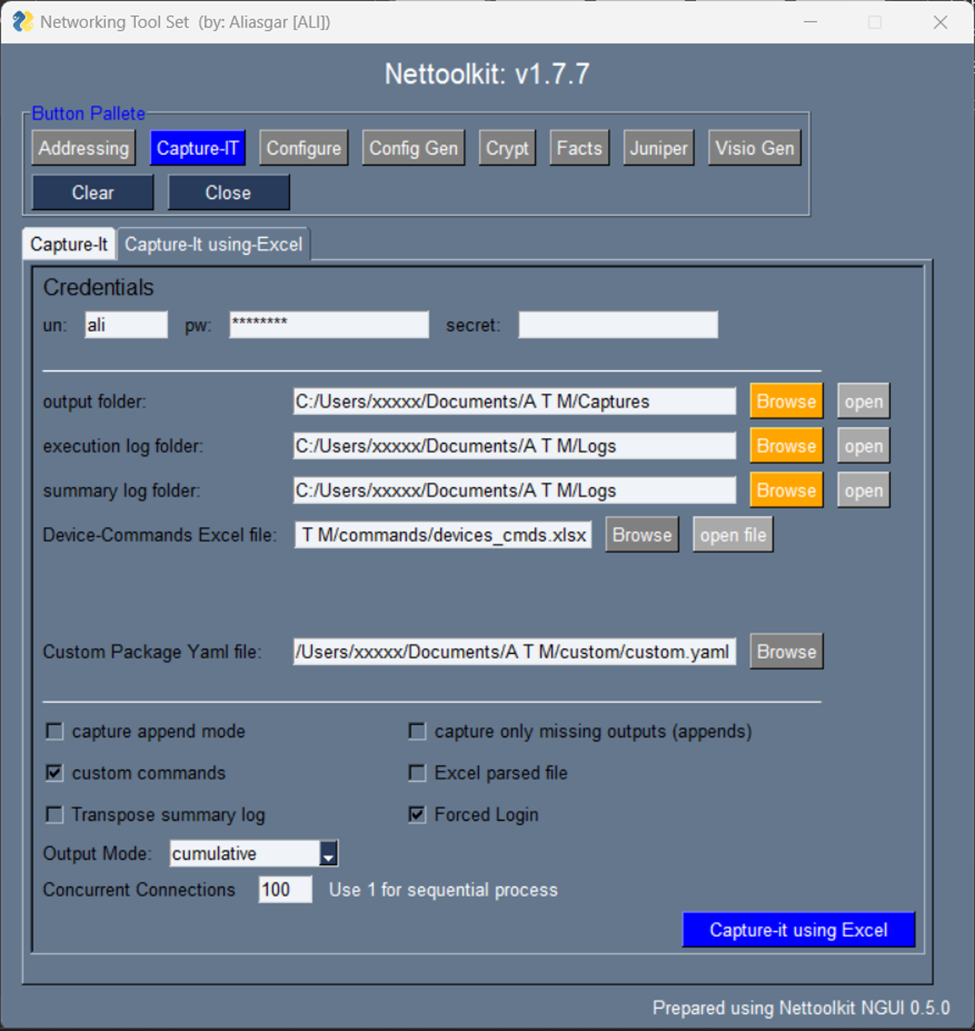 Networking Tool Set (by: Aliasgar [ALI])
Nettoolkit: v1.7.7
Button Pallete
Addressing Capture-IT Configure Config Gen Crypt Facts Juniper Visio Gen
Clear Close
Capture-It Capture-It using-Excel
Credentials
un: ali pw: ******** secret:
output folder: C:/Users/xxxxx/Documents/A T M/Captures Browse open
execution log folder: C:/Users/xxxxx/Documents/A T M/Logs Browse open
summary log folder: C:/Users/xxxxx/Documents/A T M/Logs Browse open
Device-Commands Excel file: T M/commands/devices_cmds.xlsx Browse open file
Custom Package Yaml file: /Users/xxxxx/Documents/A T M/custom/custom.yaml Browse
capture append mode capture only missing outputs (appends)
custom commands Excel parsed file
Transpose summary log Forced Login
Output Mode: cumulative
Concurrent Connections 100 Use 1 for sequential process
Capture-it using Excel
Prepared using Nettoolkit NGUI 0.5.0